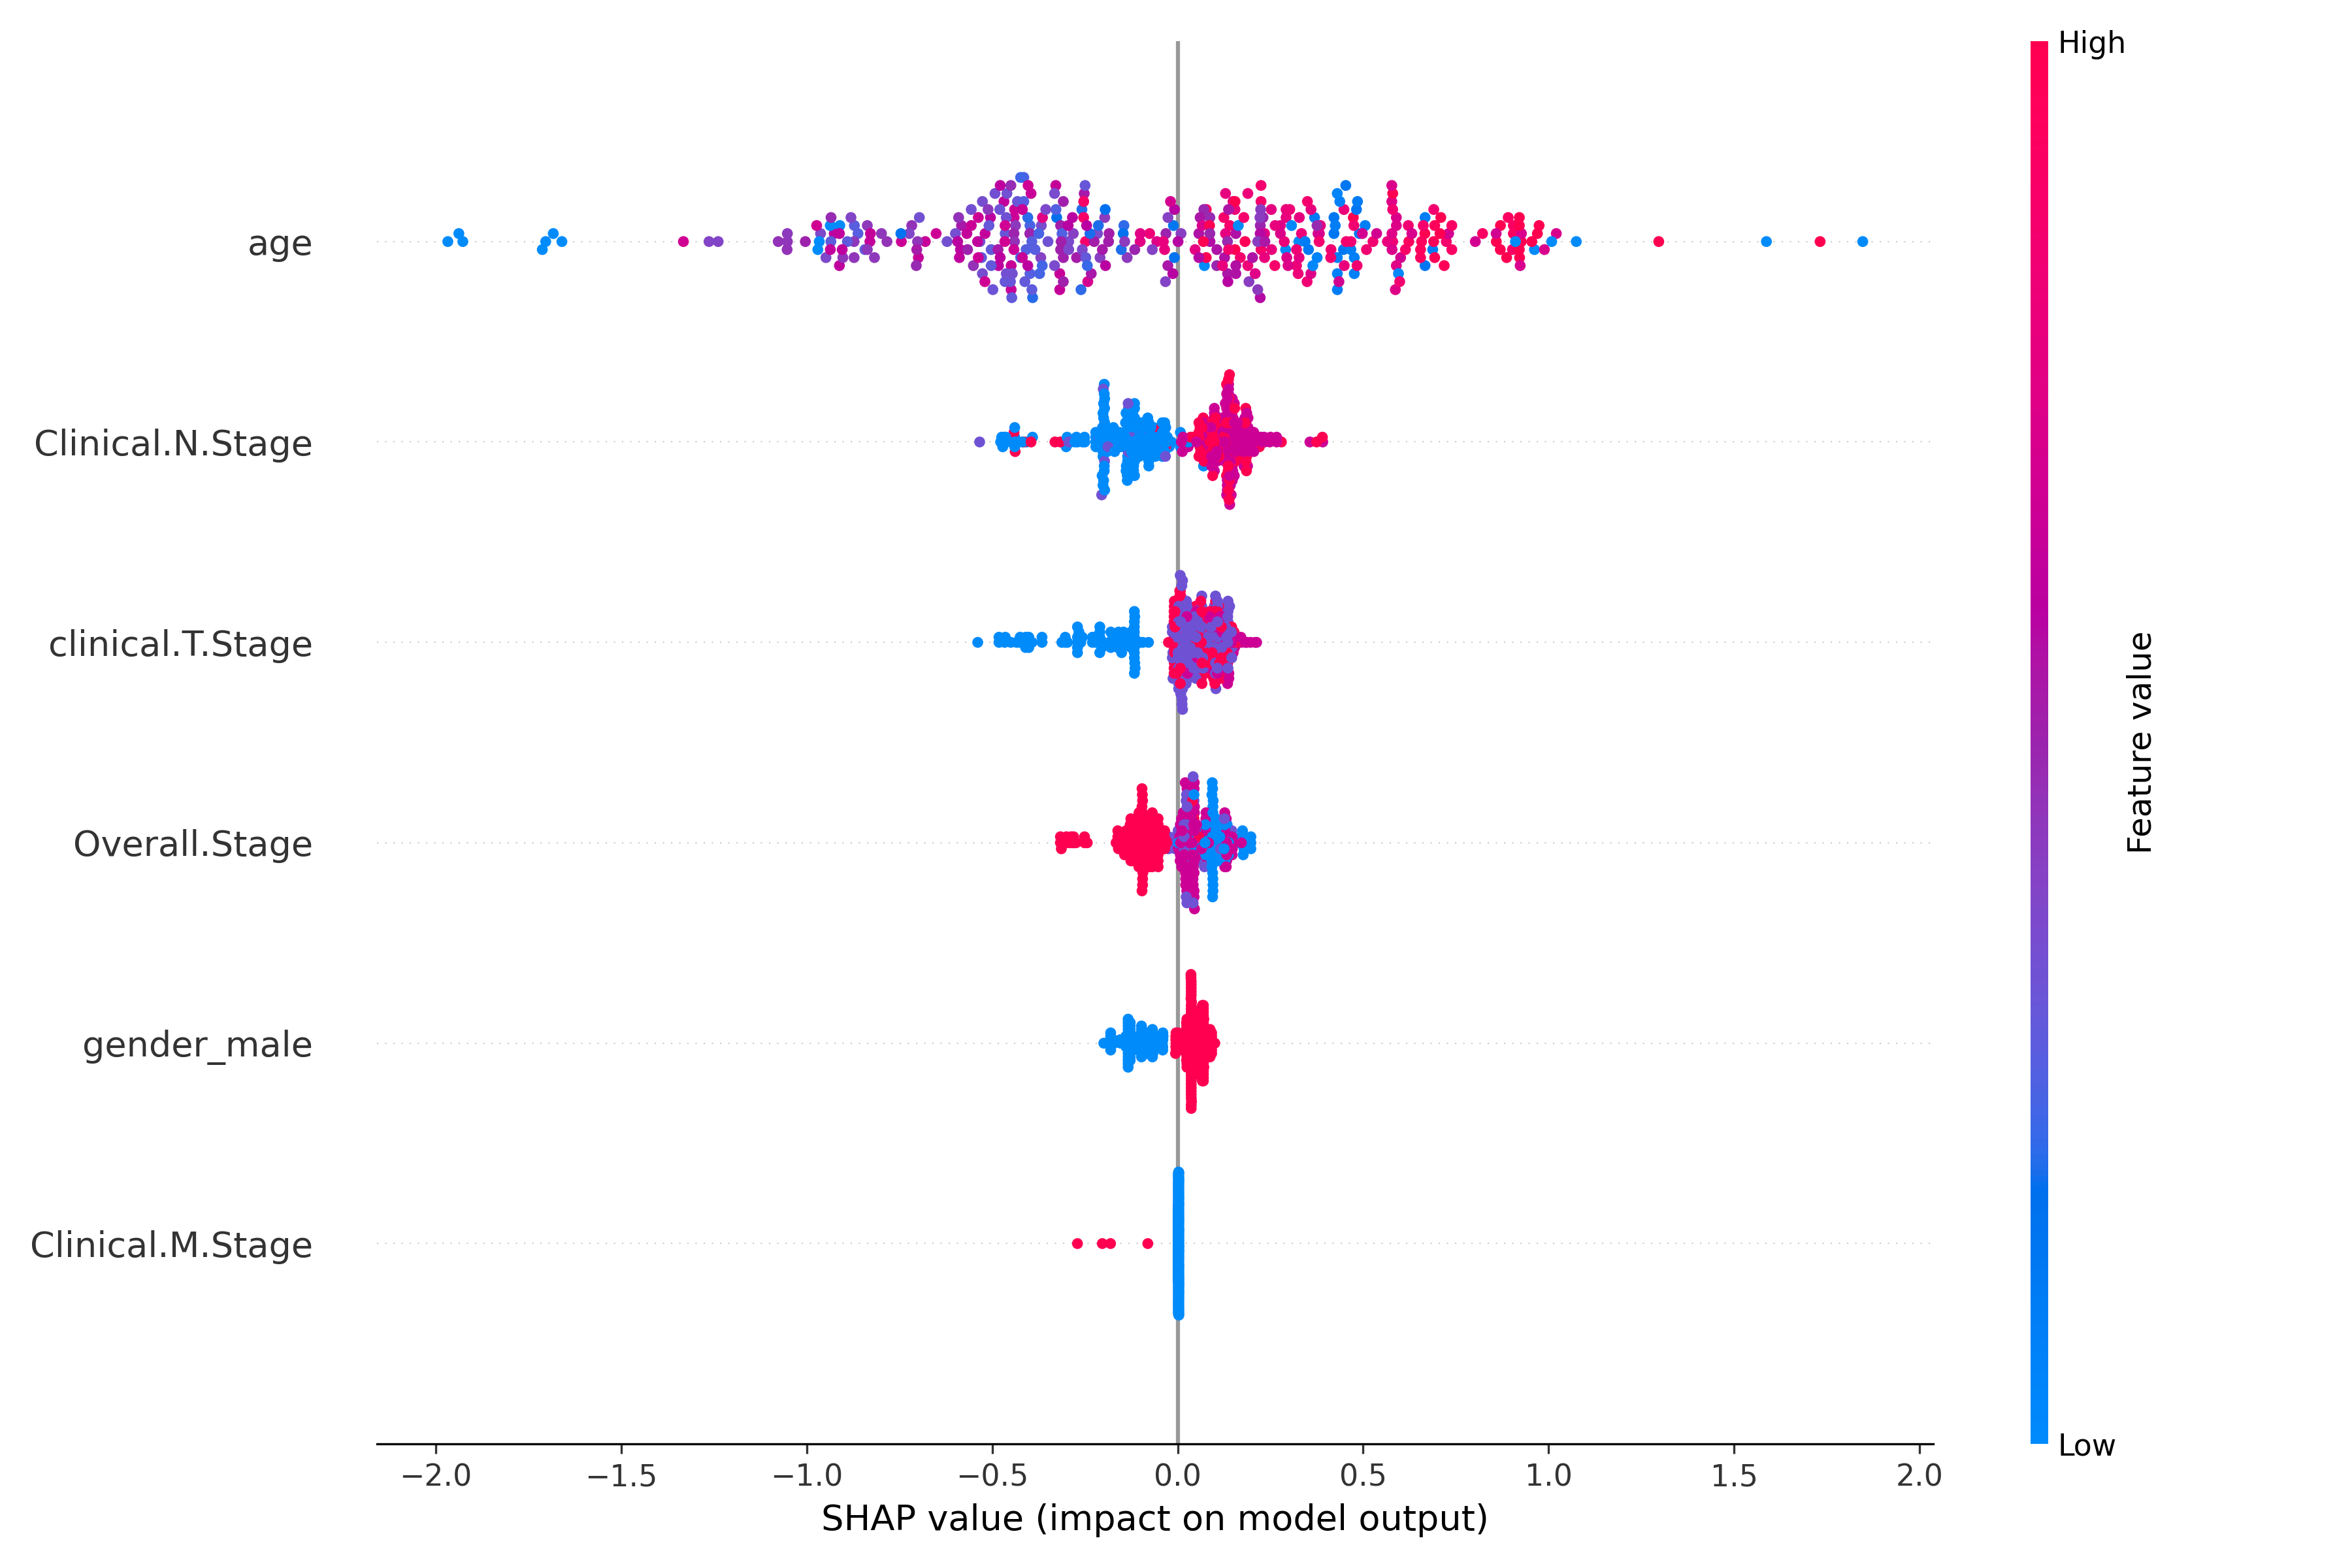 High
age
Clinical.N.Stage
clinical.T.Stage
Feature value
Overall.Stage
gender_male
Clinical.M.Stage
Low
−2.0 −1.5 −1.0 −0.5 0.0 0.5 1.0 1.5 2.0
SHAP value (impact on model output)